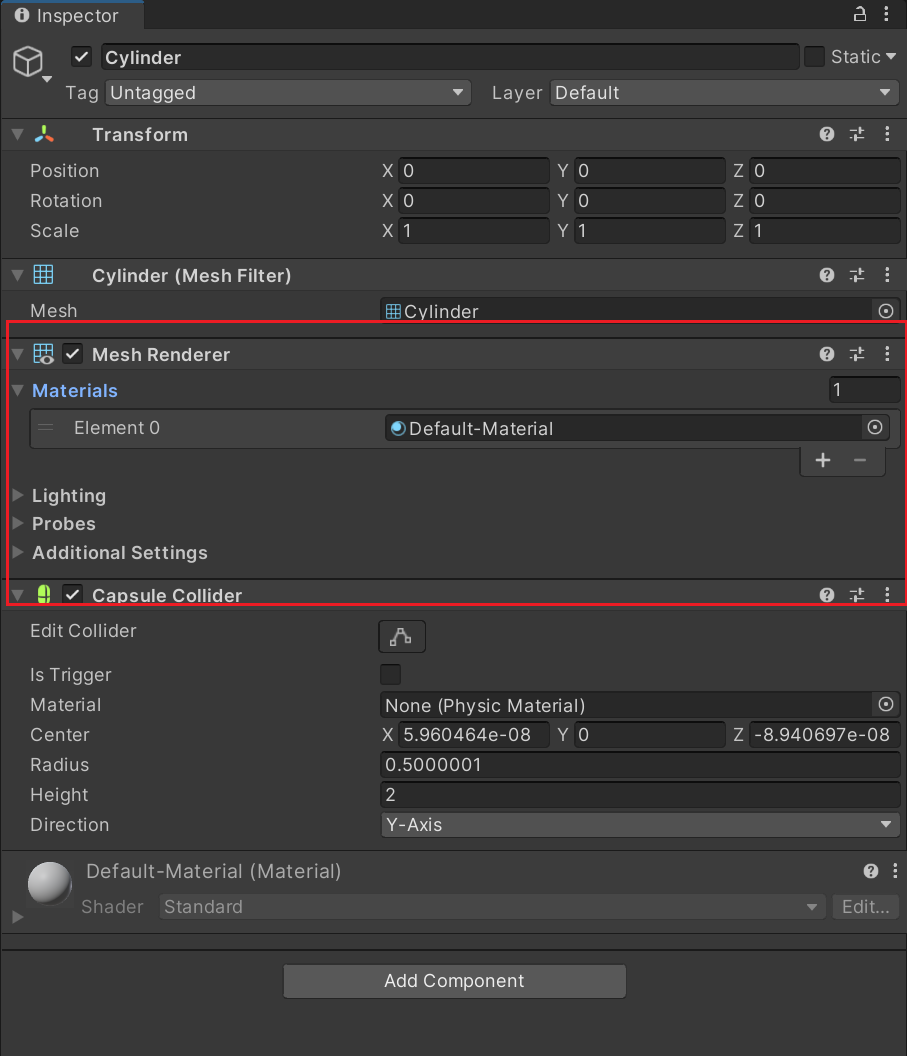 Inspector
Cylinder Static
Tag Untagged Layer Default
Transform
Position X 0 Y 0 Z 0
Rotation X 0 Y 0 Z 0
Scale X 1 Y 1 Z 1
Cylinder (Mesh Filter)
Mesh Cylinder
Mesh Renderer
Materials 1
Element 0 Default-Material
Lighting
Probes
Additional Settings
Capsule Collider
Edit Collider
Is Trigger
Material None (Physic Material)
Center X 5.960464e-08 Y 0 Z -8.940697e-08
Radius 0.5000001
Height 2
Direction Y-Axis
Default-Material (Material)
Shader Standard Edit...
Add Component